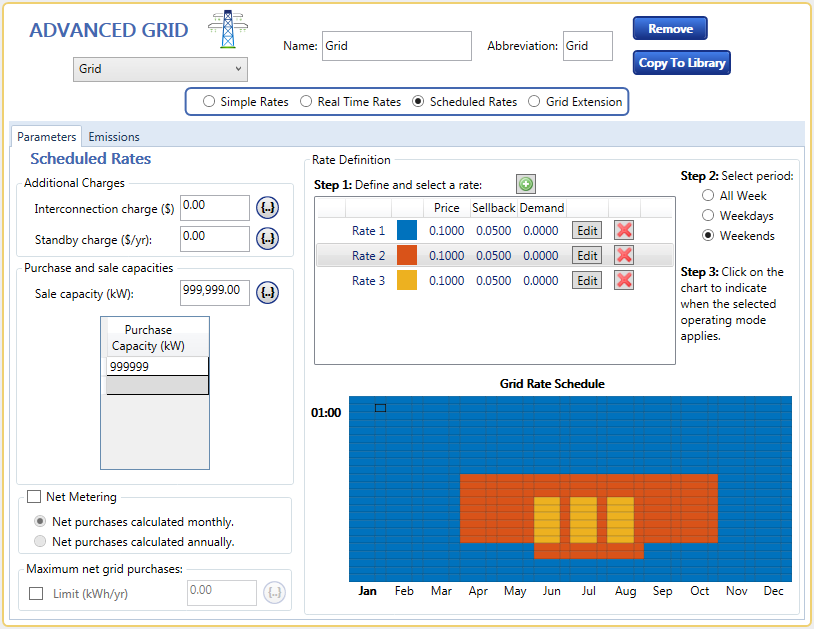 ADVANCED GRID
Name: Grid Abbreviation: Grid
Remove
Grid
Copy To Library
Simple Rates Real Time Rates Scheduled Rates Grid Extension
Parameters Emissions
Scheduled Rates
Additional Charges
Interconnection charge ($) 0.00 {..}
Standby charge ($/yr): 0.00 {..}
Purchase and sale capacities
Sale capacity (kW): 999,999.00 {..}
Purchase
Capacity (kW)
999999
Net Metering
Net purchases calculated monthly.
Net purchases calculated annually.
Maximum net grid purchases:
Limit (kWh/yr) 0.00 {..}
Rate Definition
Step 1: Define and select a rate:
Price Sellback Demand
Rate 1 0.1000 0.0500 0.0000 Edit
Rate 2 0.1000 0.0500 0.0000 Edit
Rate 3 0.1000 0.0500 0.0000 Edit
Step 2: Select period:
All Week
Weekdays
Weekends
Step 3: Click on the
chart to indicate
when the selected
operating mode
applies.
Grid Rate Schedule
01:00
Jan Feb Mar Apr May Jun Jul Aug Sep Oct Nov Dec